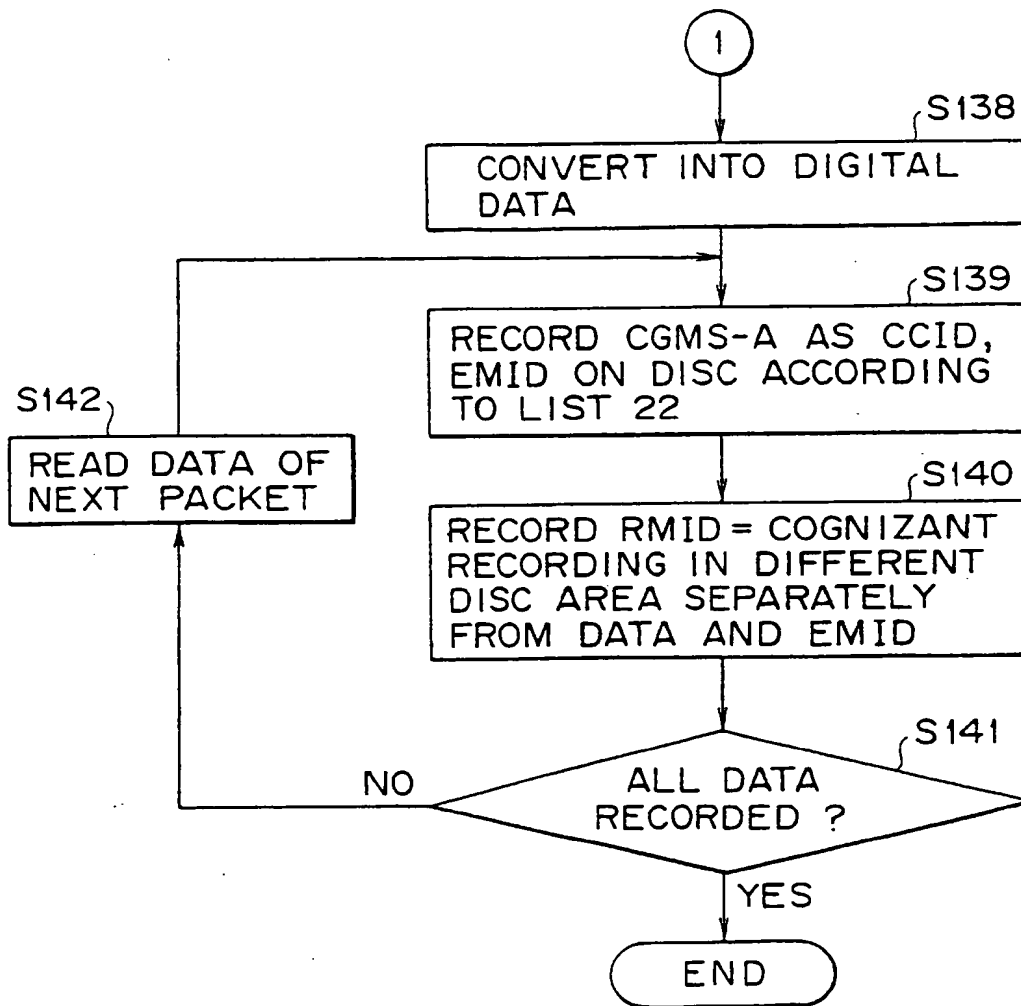 1
S138
CONVERT INTO DIGITAL
DATA
S139
RECORD CGMS-A AS CCID,
EMID ON DISC ACCORDING
TO LIST 22
S142
READ DATA OF
NEXT PACKET
S140
RECORD RMID = COGNIZANT
RECORDING IN DIFFERENT
DISC AREA SEPARATELY
FROM DATA AND EMID
S141
NO
ALL DATA
RECORDED ?
YES
END